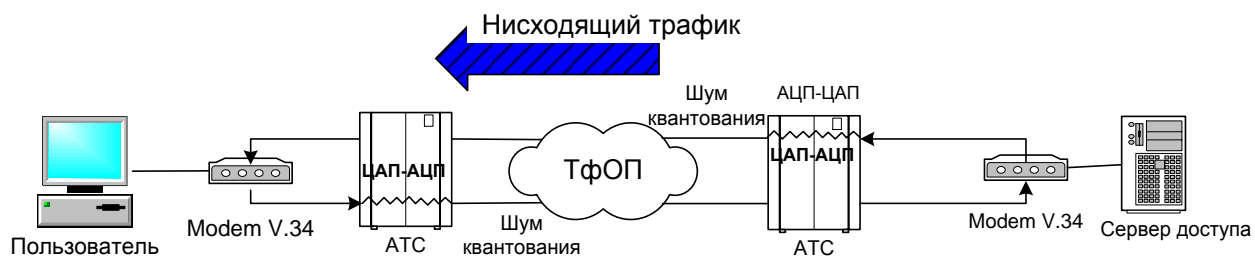 Нисходящий трафик
Шум
квантования
АЦП-ЦАП
ЦАП-АЦП
ТфОП
ЦАП-АЦП
Modem V.34
Шум
квантования
Modem V.34
Сервер доступа
Пользователь
АТС
АТС